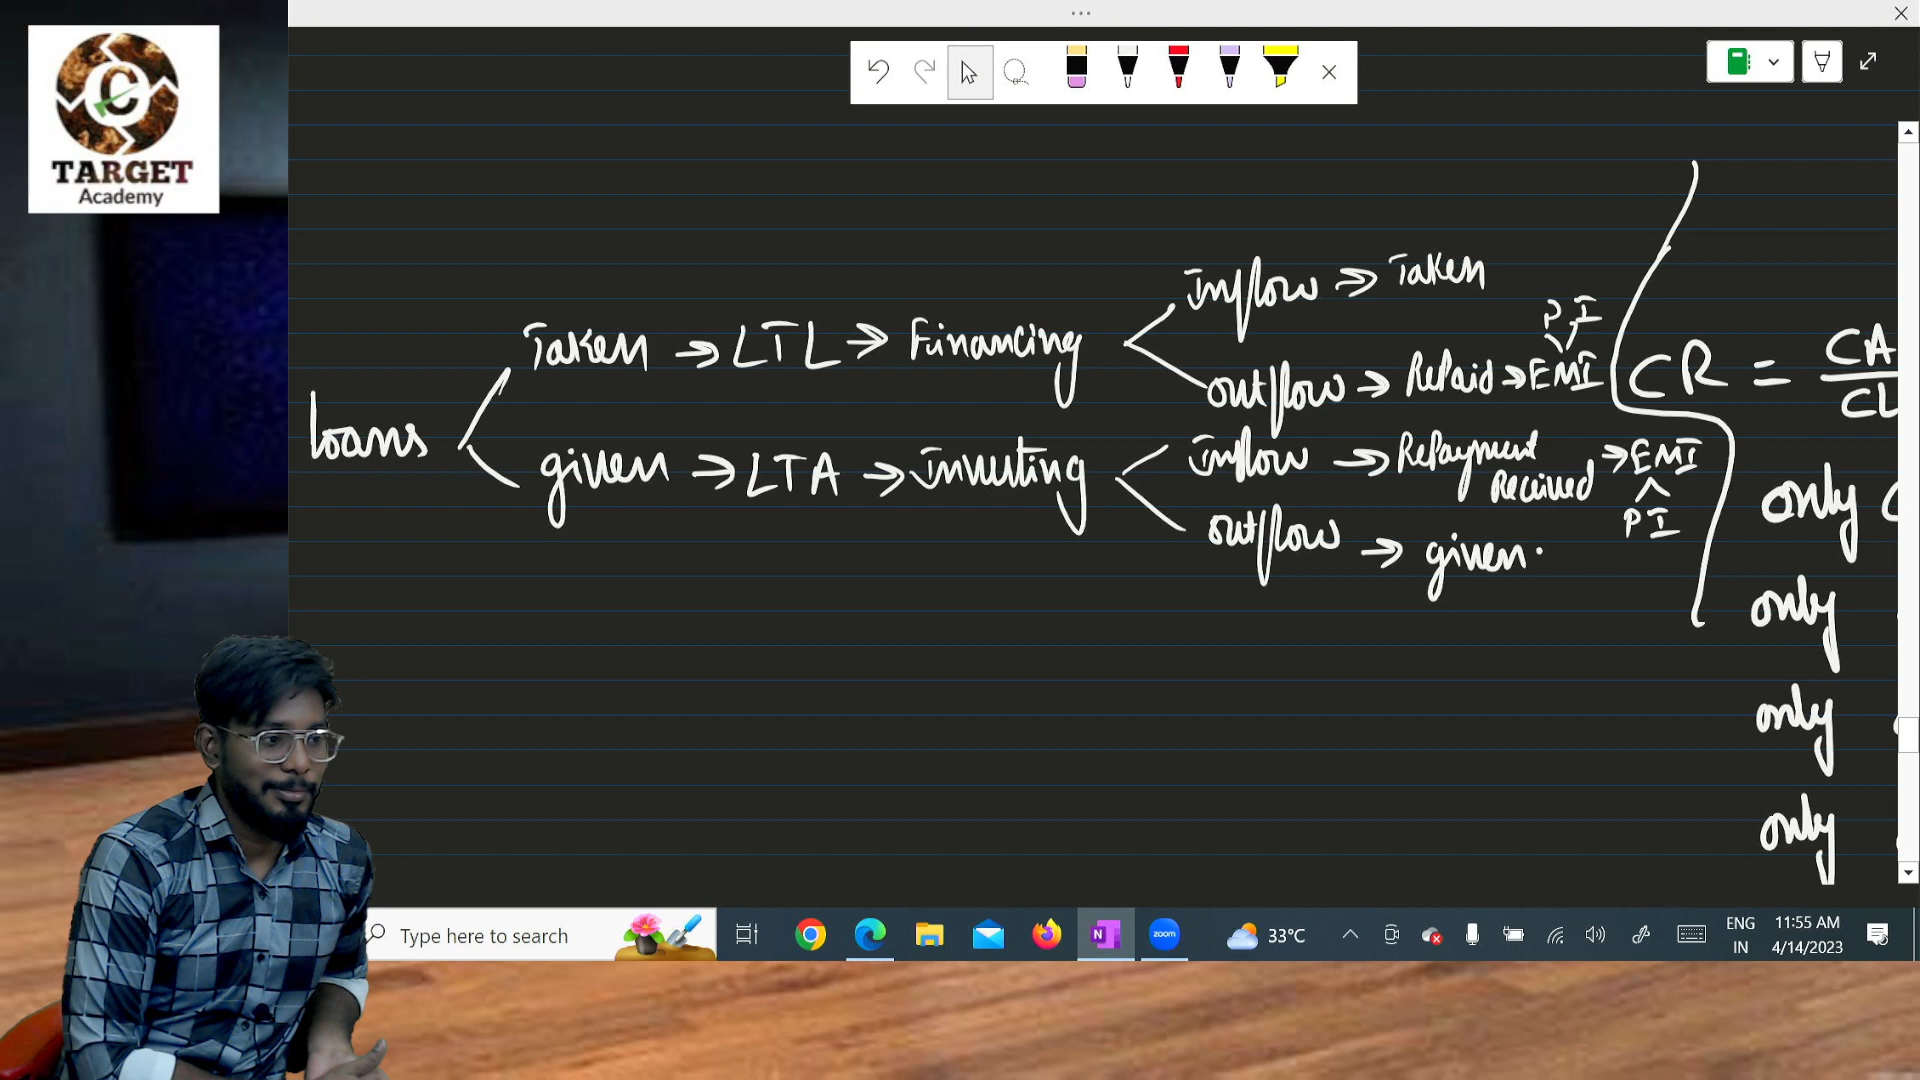 TARGET
Academy
Loans
Taken → LTL → Financing
Inflow → Taken
outflow → Repaid → EMI
P I
given → LTA → Investing
Inflow → Repayment Received → EMI
P I
outflow → given.
CR = CA
CL
only
only
only
only
Type here to search
N
zoom
33°C
ENG
IN
11:55 AM
4/14/2023